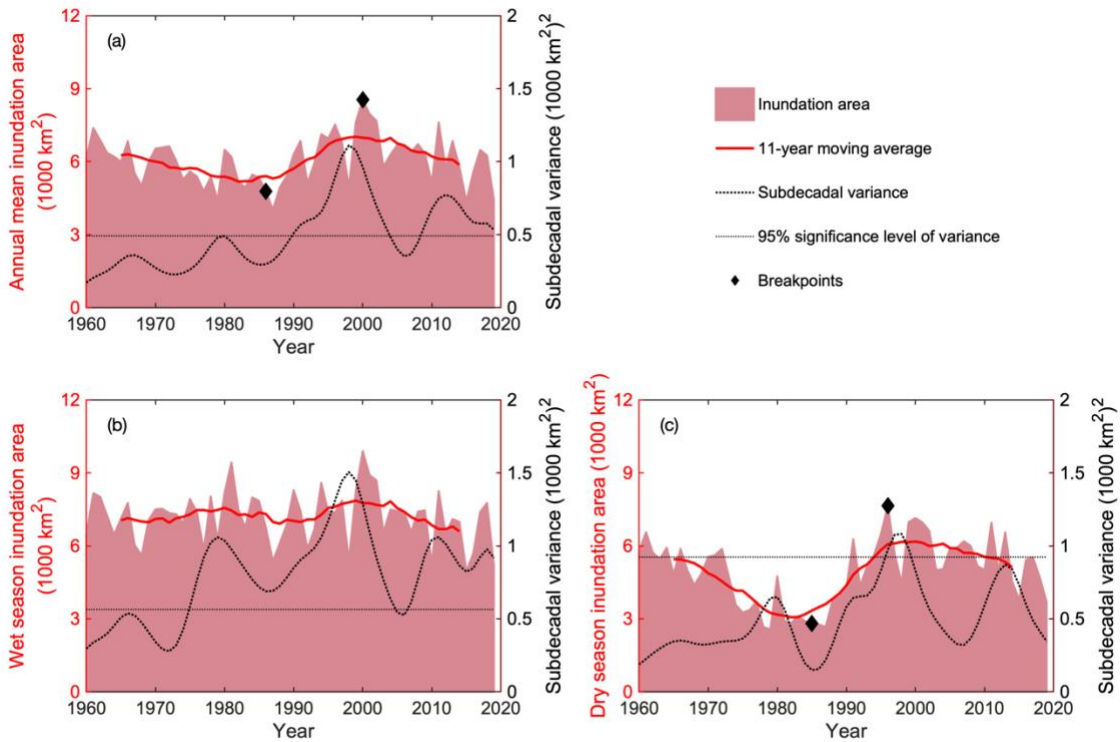 (a)
Annual mean inundation area
(1000 km²)
12
9
6
3
0
2
1.5
1
0.5
0
Subdecadal variance (1000 km²)²
1960 1970 1980 1990 2000 2010 2020
Year
Inundation area
11-year moving average
Subdecadal variance
95% significance level of variance
Breakpoints
(b)
Wet season inundation area
(1000 km²)
12
9
6
3
0
2
1.5
1
0.5
0
Subdecadal variance (1000 km²)²
1960 1970 1980 1990 2000 2010 2020
Year
(c)
Dry season inundation area (1000 km²)
12
9
6
3
0
2
1.5
1
0.5
0
Subdecadal variance (1000 km²)²
1960 1970 1980 1990 2000 2010 2020
Year